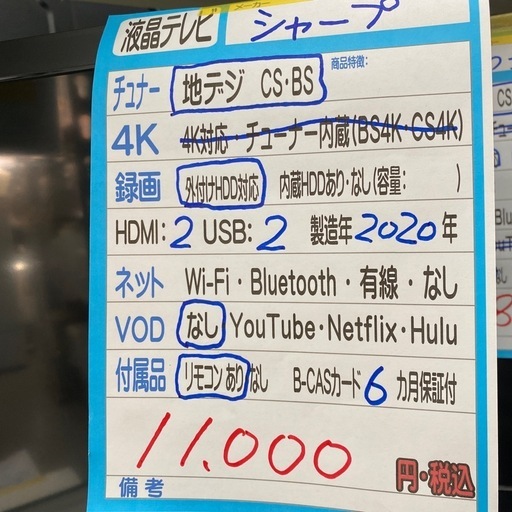 メーカー
液晶テレビ シャープ
商品特徴:
チュナー 地デジ CS・BS
4K 4K対応・チューナー内蔵(BS4K・CS4K)
録画 外付けHDD対応 内蔵HDDあり・なし(容量: )
HDMI:2 USB:2 製造年2020年
ネット Wi-Fi・Bluetooth・有線・なし
VOD なし YouTube・Netflix・Hulu
付属品 リモコンあり なし B-CASカード 6カ月保証付
11.000
円・税込
備考